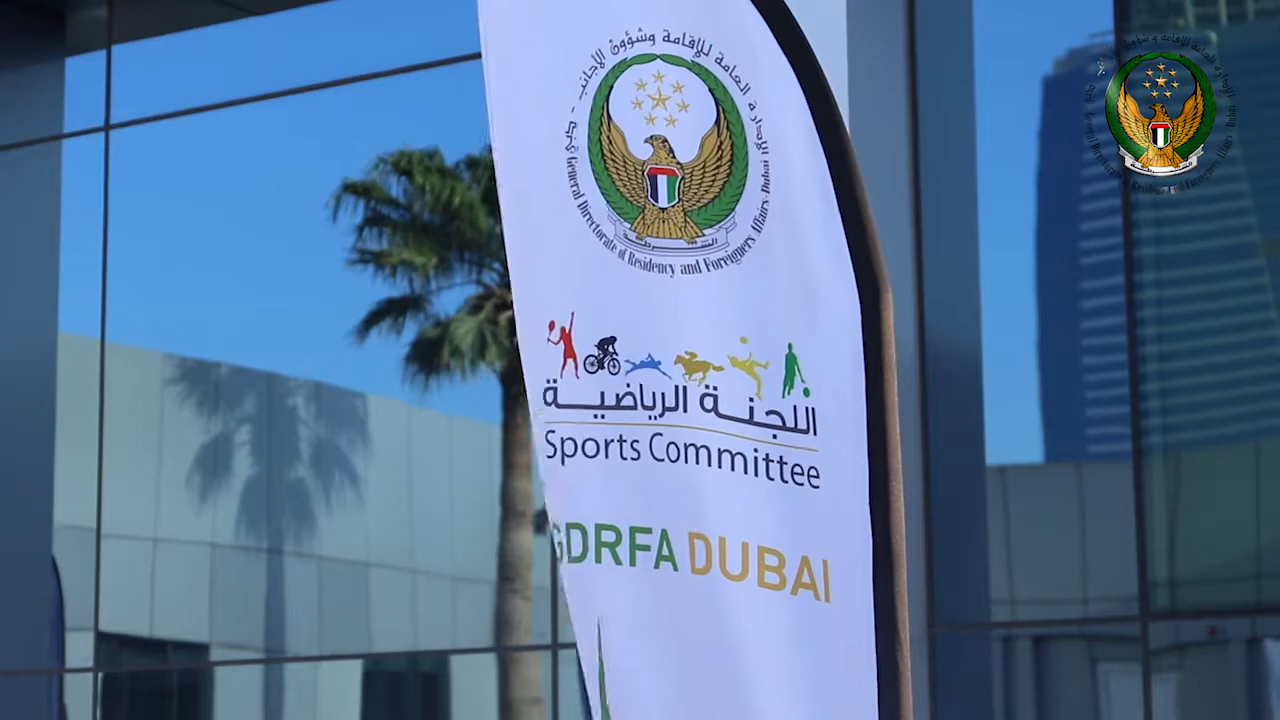 الإدارة العامة للإقامة وشؤون الأجانب - دبي
General Directorate of Residency and Foreigners Affairs-Dubai
الشرطة
اللجنة الرياضية
Sports Committee
GDRFA DUBAI